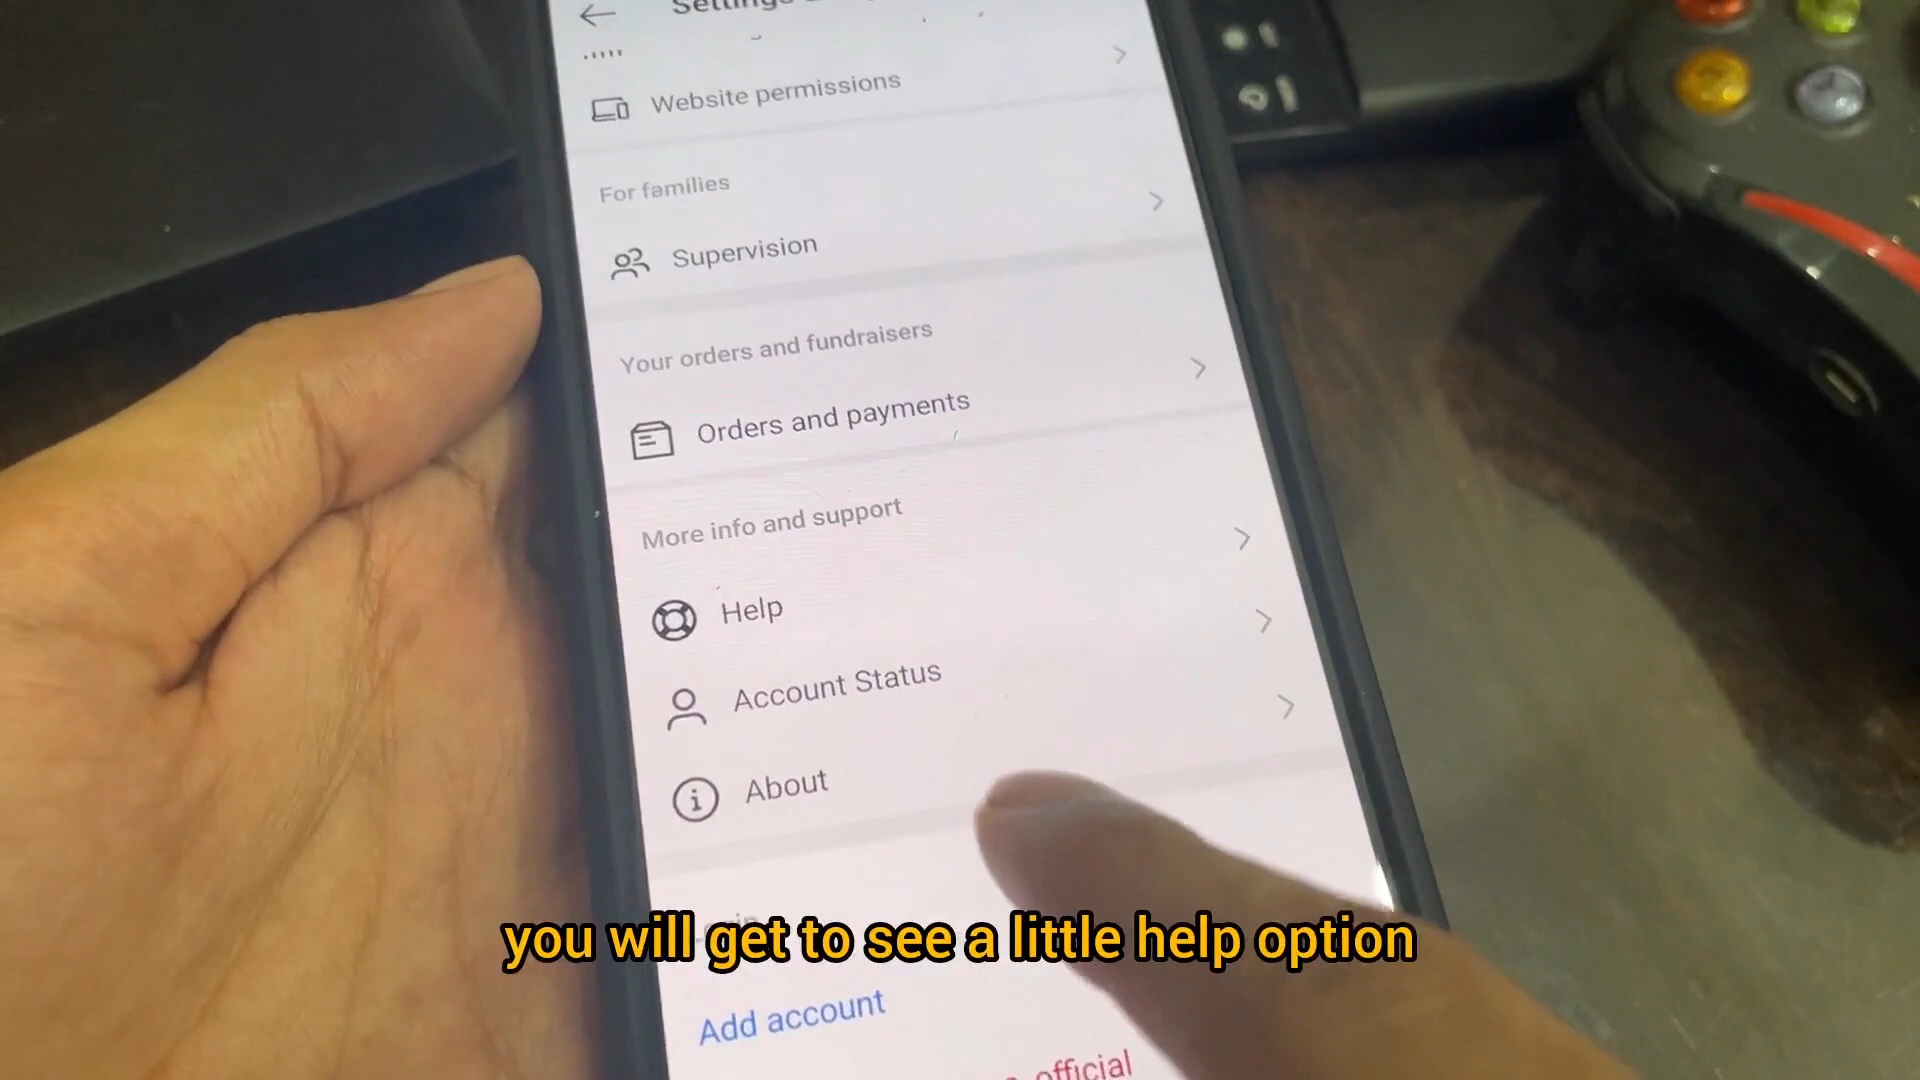 Website permissions
For families
Supervision
Your orders and fundraisers
Orders and payments
More info and support
Help
Account Status
About
you will get to see a little help option
Add account
official